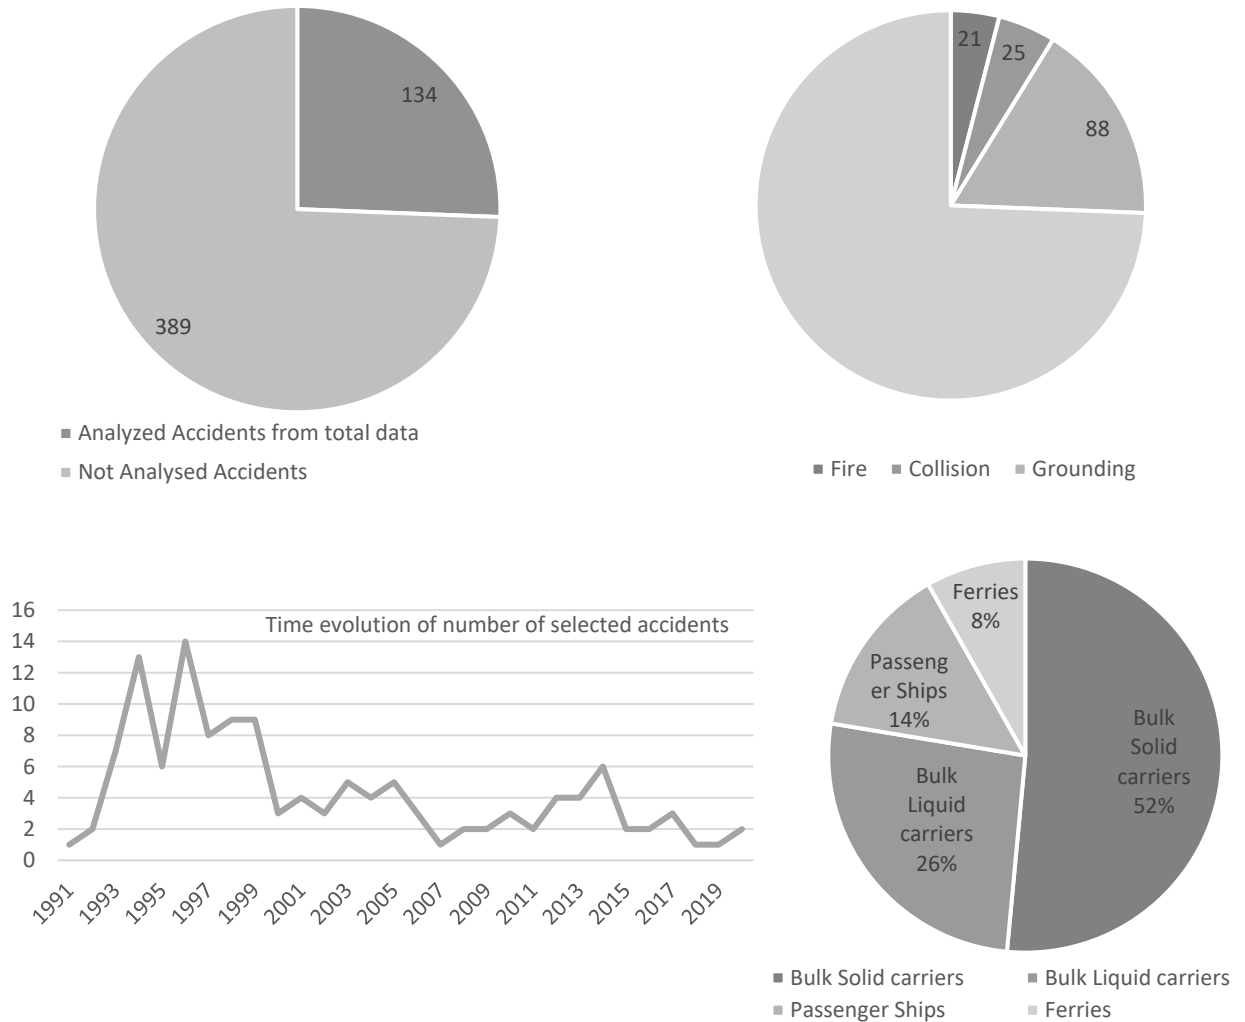 134
389
Analyzed Accidents from total data
Not Analysed Accidents
21
25
88
Fire Collision Grounding
Time evolution of number of selected accidents
16
14
12
10
8
6
4
2
0
1991 1993 1995 1997 1999 2001 2003 2005 2007 2009 2011 2013 2015 2017 2019
Ferries
8%
Passeng
er Ships
14%
Bulk
Liquid
carriers
26%
Bulk
Solid
carriers
52%
Bulk Solid carriers Bulk Liquid carriers
Passenger Ships Ferries